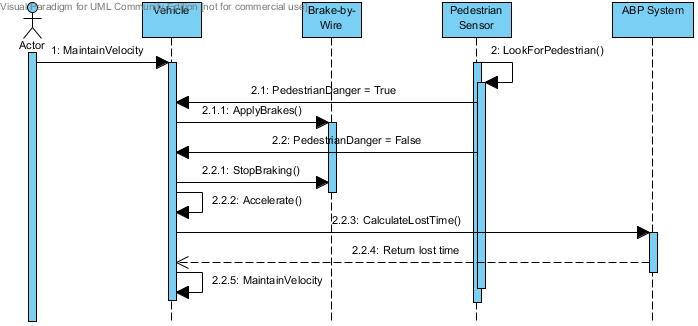 Visual Paradigm for UML Community Edition [not for commercial use]
Vehicle
Brake-by-
Wire
Pedestrian
Sensor
ABP System
Actor
1: MaintainVelocity
2: LookForPedestrian()
2.1: PedestrianDanger = True
2.1.1: ApplyBrakes()
2.2: PedestrianDanger = False
2.2.1: StopBraking()
2.2.2: Accelerate()
2.2.3: CalculateLostTime()
2.2.4: Return lost time
2.2.5: MaintainVelocity